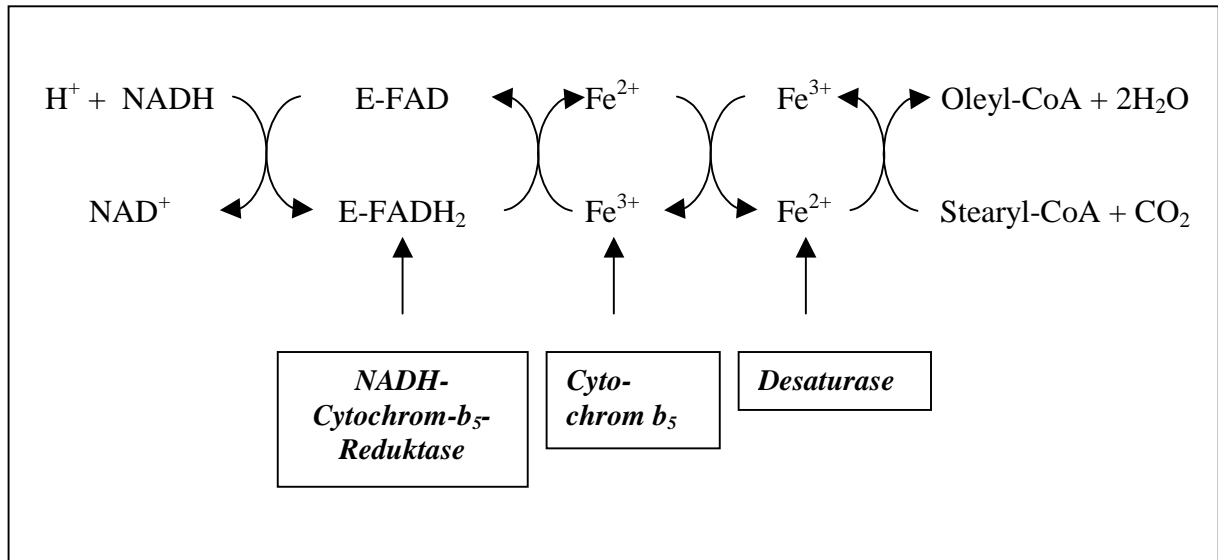 H⁺ + NADH E-FAD Fe²⁺ Fe³⁺ Oleyl-CoA + 2H₂O
NAD⁺ E-FADH₂ Fe³⁺ Fe²⁺ Stearyl-CoA + CO₂
NADH-
Cytochrom-b₅-
Reduktase
Cyto-
chrom b₅
Desaturase